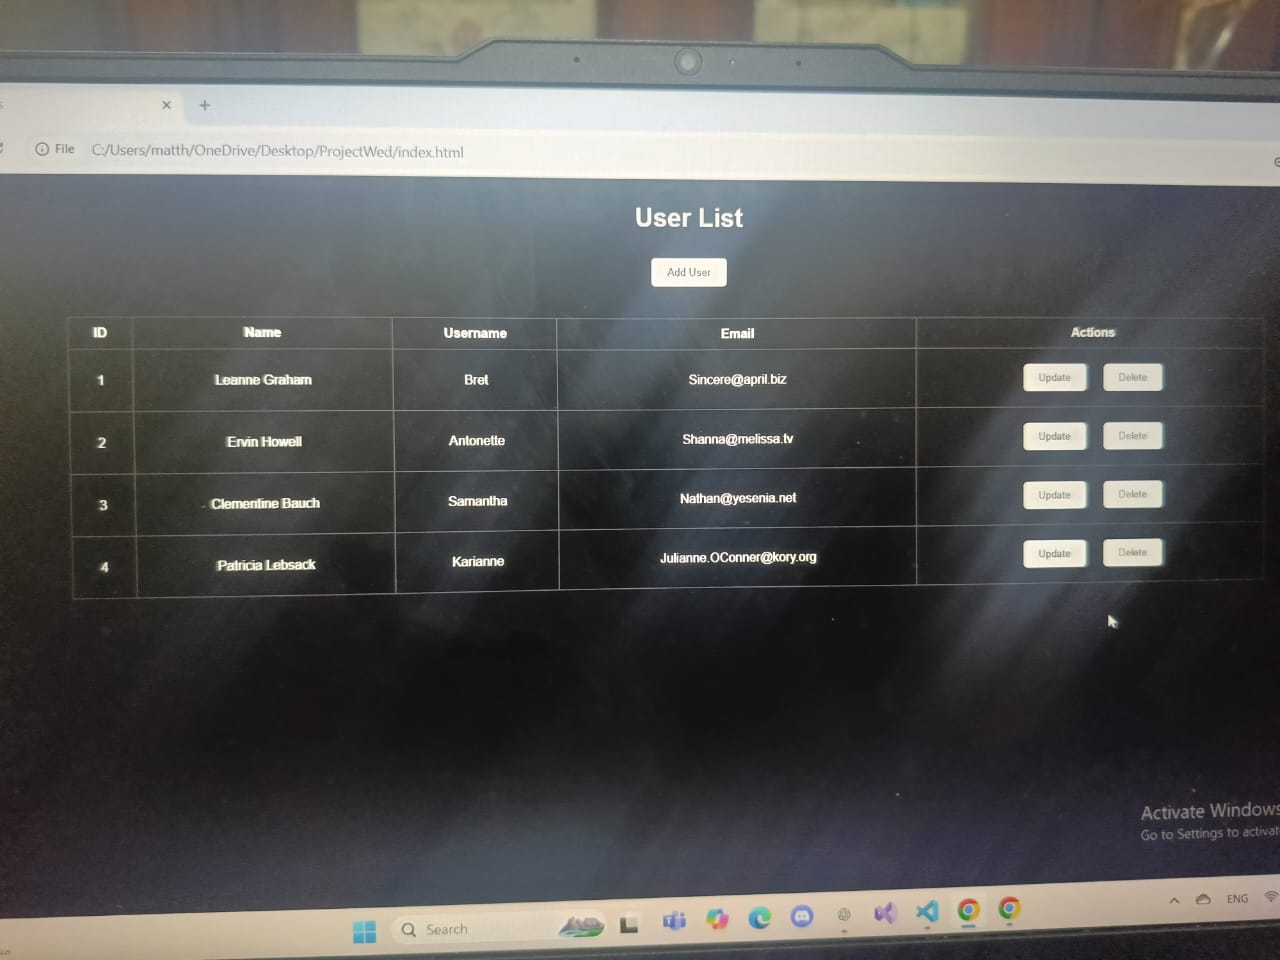 File C:/Users/matth/OneDrive/Desktop/ProjectWed/index.html
User List
Add User
ID Name Username Email Actions
1 Leanne Graham Bret Sincere@april.biz Update Delete
2 Ervin Howell Antonette Shanna@melissa.tv Update Delete
3 Clementine Bauch Samantha Nathan@yesenia.net Update Delete
4 Patricia Lebsack Karianne Julianne.OConner@kory.org Update Delete
Activate Windows
Go to Settings to activat
Search ENG